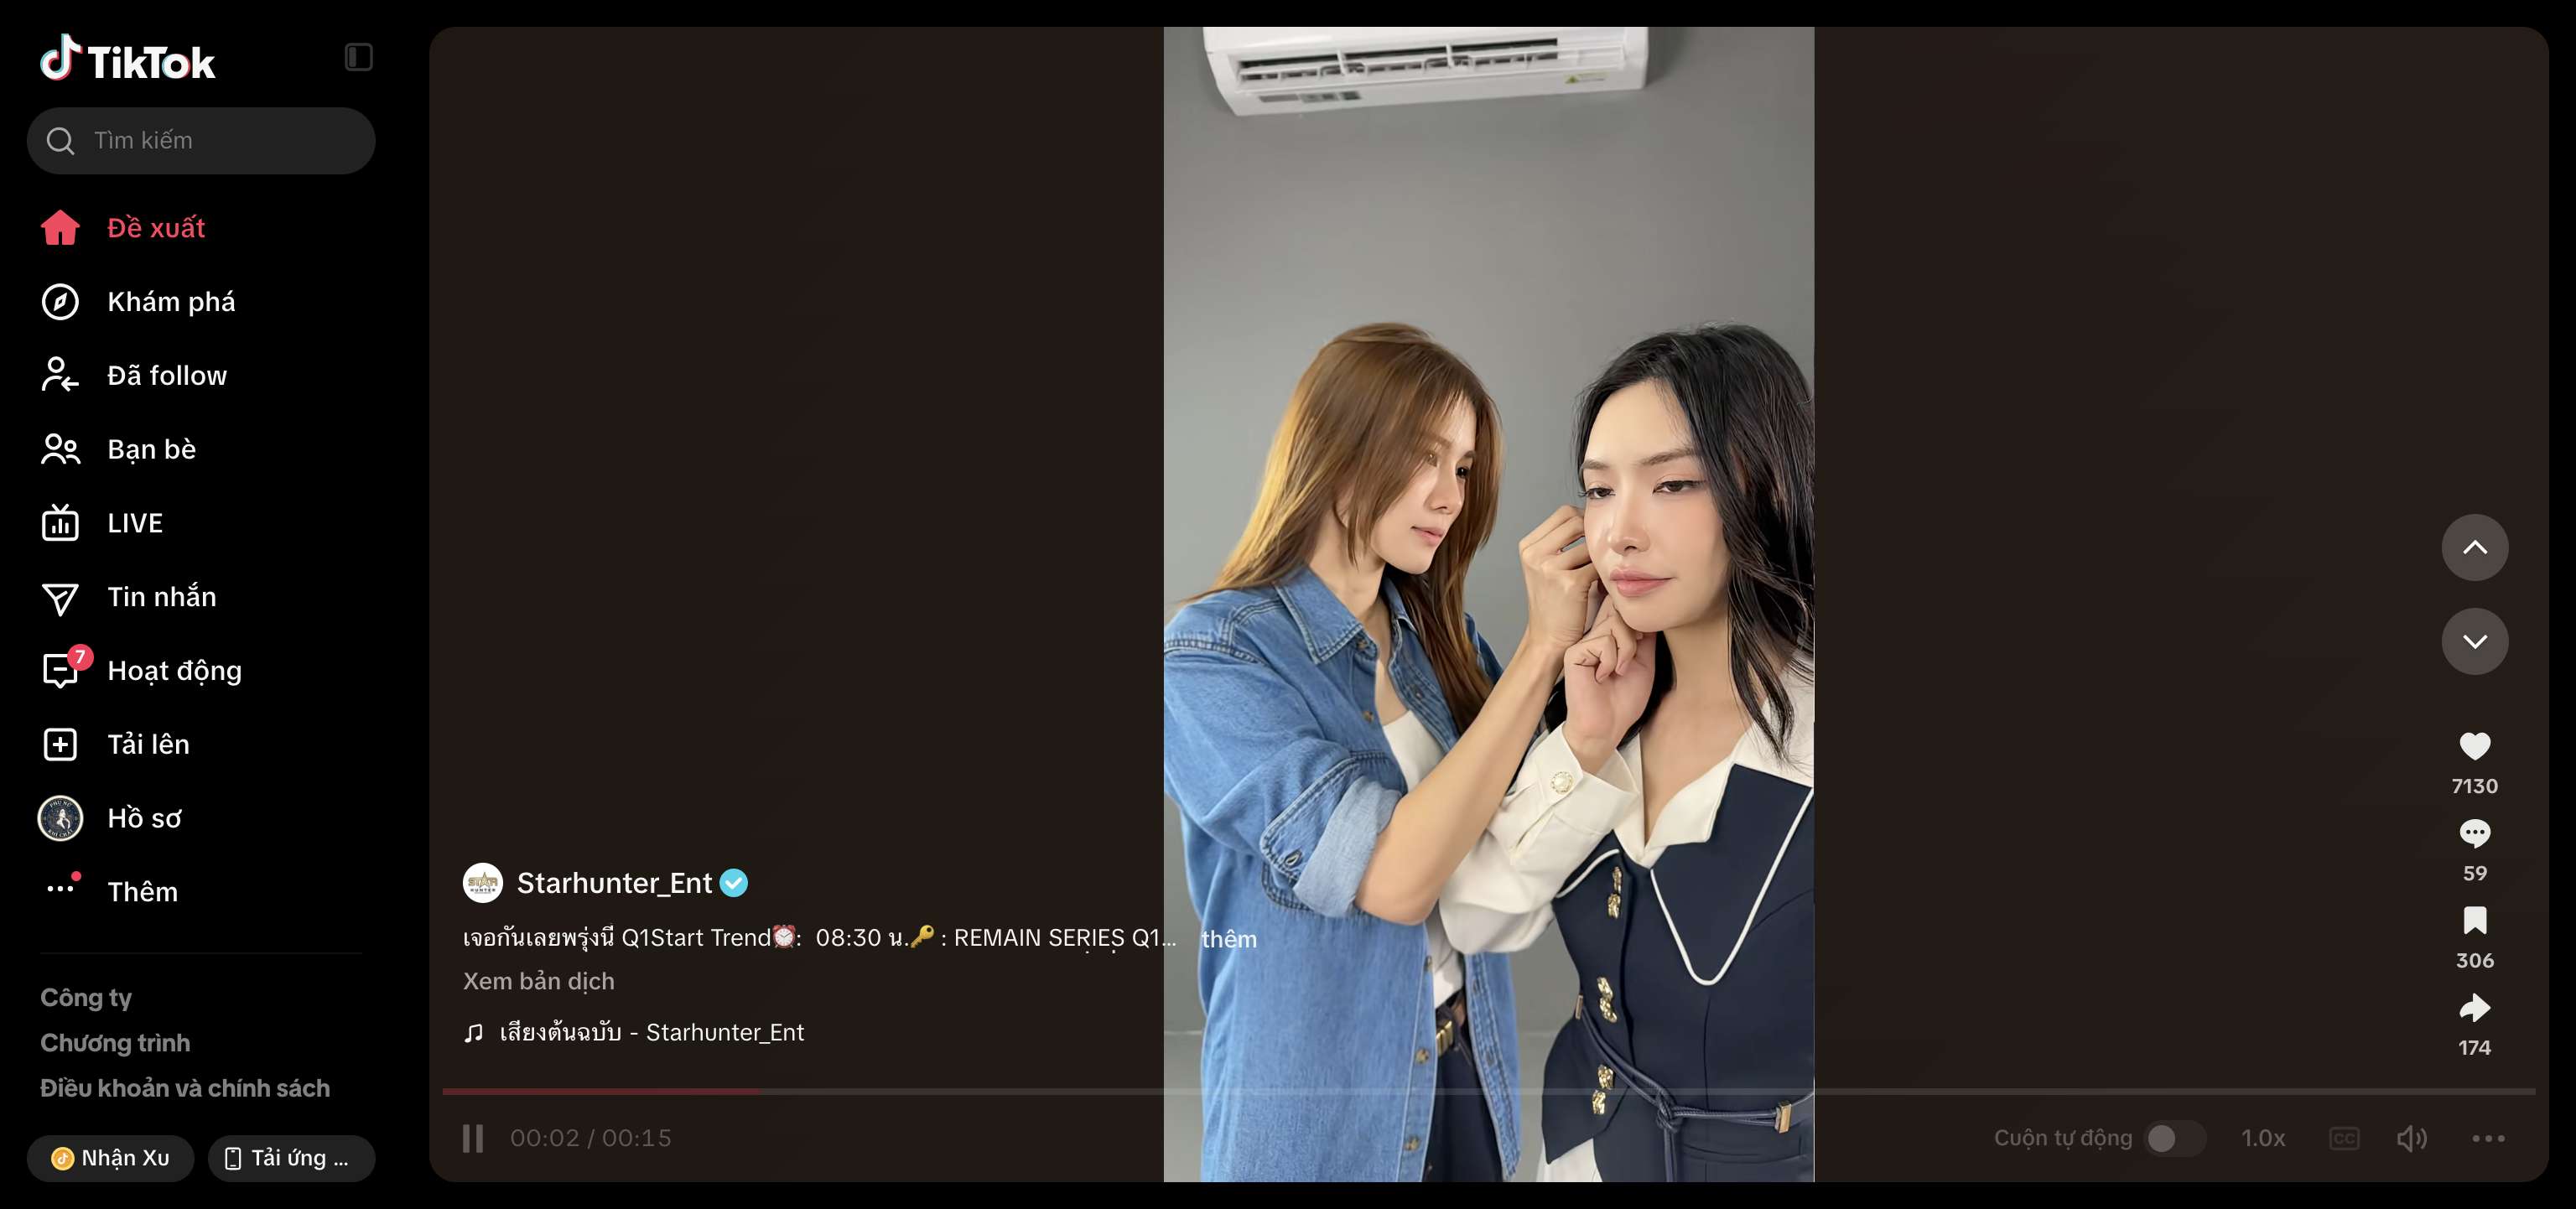 TikTok
Tìm kiếm
Đề xuất
Khám phá
Đã follow
Bạn bè
LIVE
Tin nhắn
7
Hoạt động
Tải lên
Hồ sơ
Thêm
Công ty
Chương trình
Điều khoản và chính sách
Nhận Xu
Tải ứng ...
Starhunter_Ent
เจอกันเลยพรุ่งนี้ Q1Start Trend⏰: 08:30 น.🔑 : REMAIN SERIES Q1... thêm
Xem bản dịch
เสียงต้นฉบับ - Starhunter_Ent
00:02 / 00:15
7130
59
306
174
Cuộn tự động
1.0x
CC